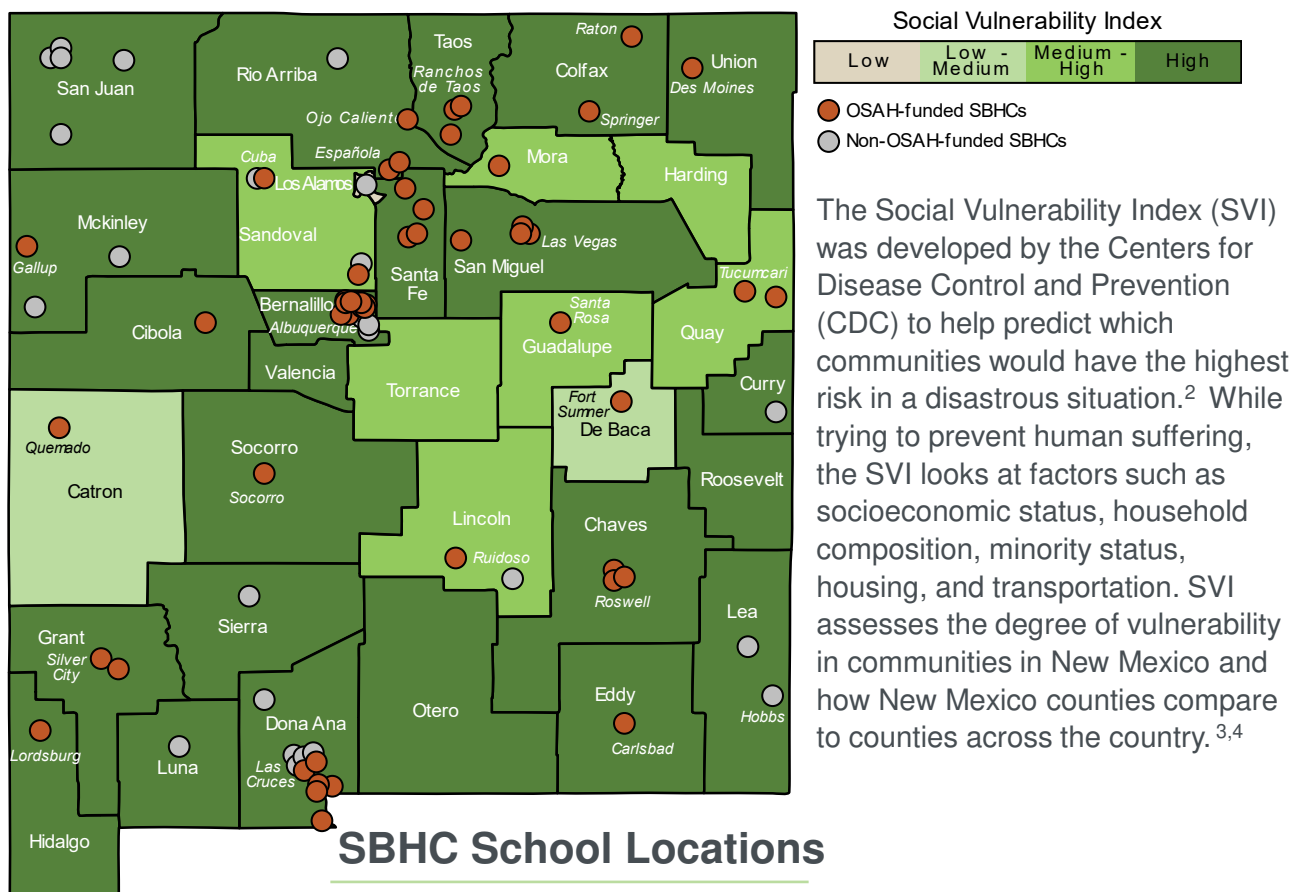 Social Vulnerability Index
Low
Low -
Medium
Medium -
High
High
OSAH-funded SBHCs
Non-OSAH-funded SBHCs
San Juan
Rio Arriba
Taos
Ranchos
de Taos
Raton
Colfax
Springer
Union
Des Moines
Ojo Caliente
Española
Cuba
Los Alamos
Mora
Harding
Mckinley
Gallup
Sandoval
Santa
Fe
San Miguel
Las Vegas
Tucumcari
Quay
Cibola
Bernalillo
Albuquerque
Santa
Rosa
Guadalupe
Valencia
Torrance
Curry
Fort
Sumner
De Baca
Quemado
Catron
Socorro
Socorro
Roosevelt
Lincoln
Ruidoso
Chaves
Roswell
Sierra
Lea
Hobbs
Grant
Silver
City
Dona Ana
Las
Cruces
Otero
Eddy
Carlsbad
Lordsburg
Luna
Hidalgo
The Social Vulnerability Index (SVI)
was developed by the Centers for
Disease Control and Prevention
(CDC) to help predict which
communities would have the highest
risk in a disastrous situation.2 While
trying to prevent human suffering,
the SVI looks at factors such as
socioeconomic status, household
composition, minority status,
housing, and transportation. SVI
assesses the degree of vulnerability
in communities in New Mexico and
how New Mexico counties compare
to counties across the country. 3,4
SBHC School Locations